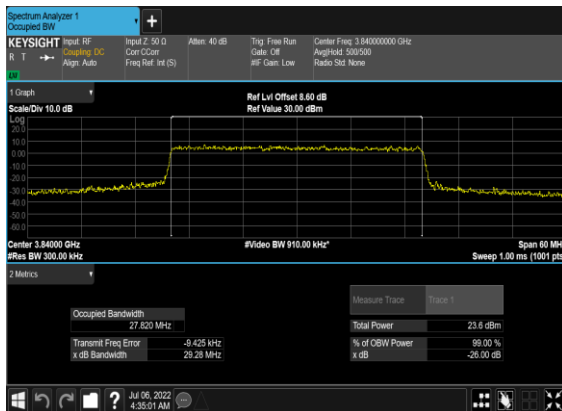 Spectrum Analyzer 1
Occupied BW
KEYSIGHT
R T
Input: RF
Coupling: DC
Align: Auto
Input Z: 50 Ω
Corr CCorr
Freq Ref: Int (S)
Atten: 40 dB
Trig: Free Run
Gate: Off
#IF Gain: Low
Center Freq: 3.840000000 GHz
Avg|Hold: 500/500
Radio Std: None
1 Graph
Scale/Div 10.0 dB
Ref Lvl Offset 8.60 dB
Ref Value 30.00 dBm
Log
20.0
10.0
0.00
-10.0
-20.0
-30.0
-40.0
-50.0
-60.0
Center 3.84000 GHz
#Res BW 300.00 kHz
#Video BW 910.00 kHz*
Span 60 MH
Sweep 1.00 ms (1001 pts
2 Metrics
Occupied Bandwidth
27.820 MHz
Transmit Freq Error -9.425 kHz
x dB Bandwidth 29.28 MHz
Measure Trace Trace 1
Total Power 23.6 dBm
% of OBW Power 99.00 %
x dB -26.00 dB
Jul 06, 2022
4:35:01 AM